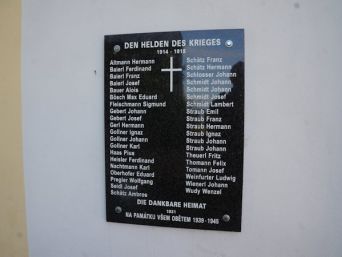 DEN HELDEN DES KRIEGES
1914 - 1918
Altmann Hermann
Baierl Ferdinand
Baierl Franz
Baierl Josef
Bauer Alois
Bösch Max Eduard
Fleischmann Sigmund
Gebert Johann
Gebert Josef
Gerl Hermann
Gollner Ignaz
Gollner Johann
Gollner Karl
Haas Pius
Heisler Ferdinand
Nachtmann Karl
Oberhofer Eduard
Pregler Wolfgang
Seidl Josef
Schätz Ambros
Schätz Franz
Schätz Hermann
Schlosser Johann
Schmidt Johann
Schmidt Johann
Schmidt Josef
Schmidt Lambert
Straub Emil
Straub Franz
Straub Hermann
Straub Ignaz
Straub Johann
Straub Johann
Theuerl Fritz
Thomann Felix
Tomann Josef
Weinfurter Ludwig
Wienerl Johann
Wudy Wenzel
DIE DANKBARE HEIMAT
1931
NA PAMÁTKU VŠEM OBĚTEM 1939 - 1945